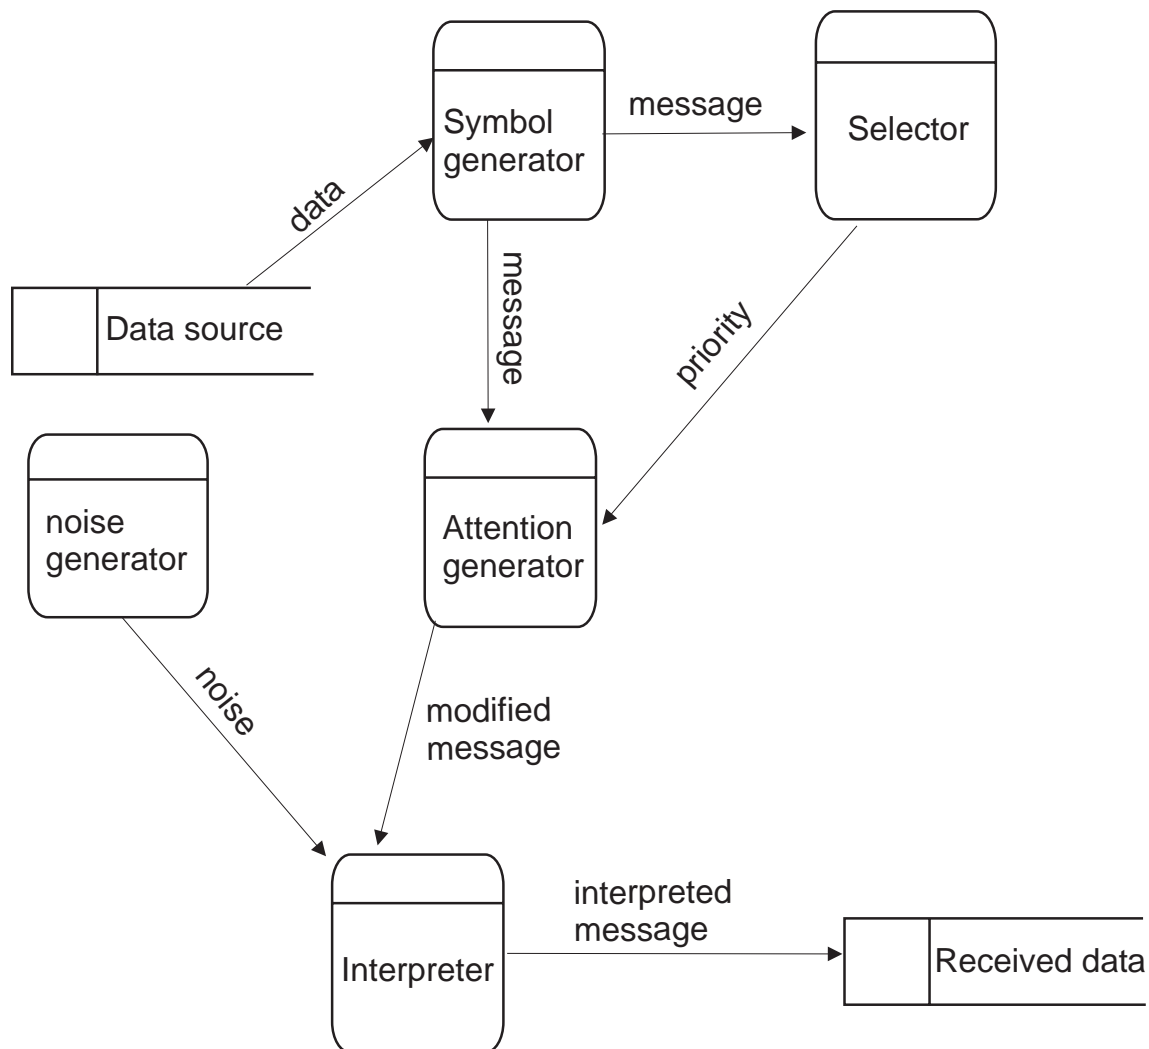 Symbol
generator
message
Selector
data
message
Data source
priority
noise
generator
Attention
generator
noise
modified
message
interpreted
message
Interpreter
Received data